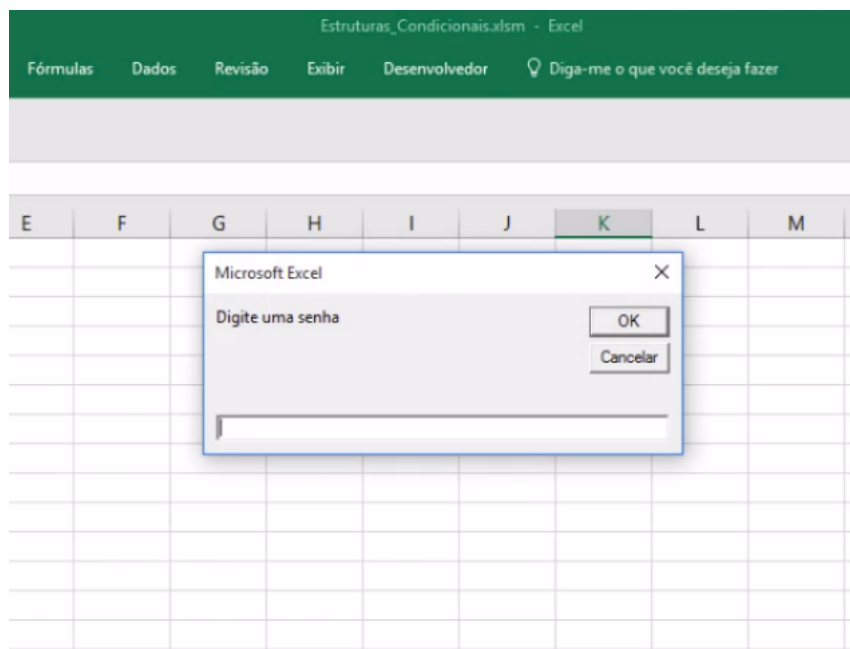 Estruturas_Condicionais.xlsm - Excel
Fórmulas Dados Revisão Exibir Desenvolvedor Diga-me o que você deseja fazer
E F G H I J K L M
Microsoft Excel
Digite uma senha
OK
Cancelar